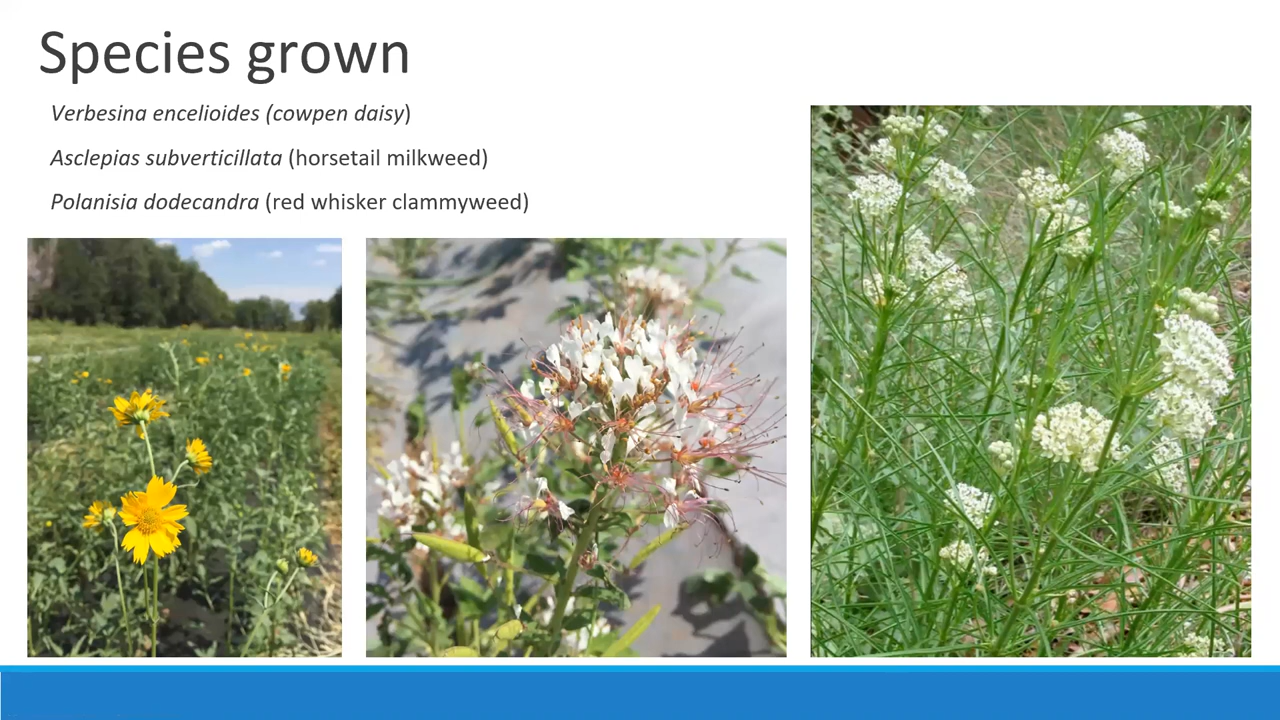 Species grown
Verbesina encelioides (cowpen daisy)
Asclepias subverticillata (horsetail milkweed)
Polanisia dodecandra (red whisker clammyweed)